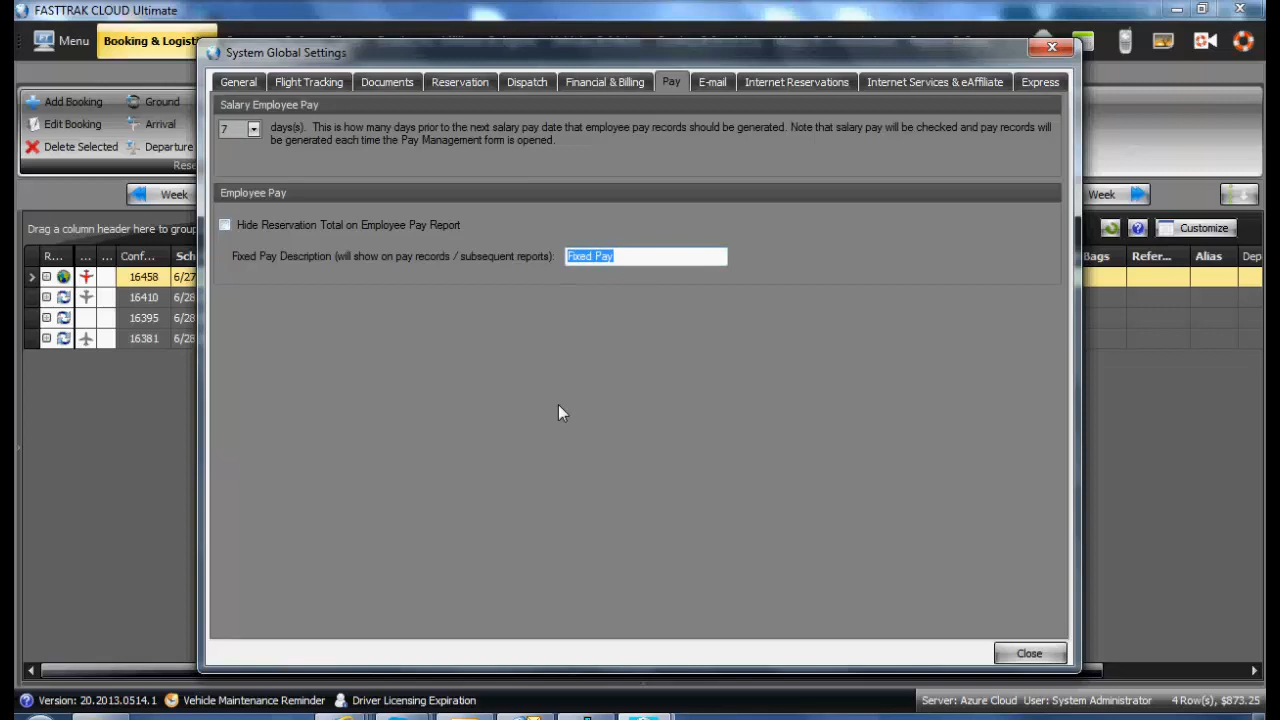 FASTTRAK CLOUD Ultimate
Menu
Booking & Logisti
System Global Settings
General
Flight Tracking
Documents
Reservation
Dispatch
Financial & Billing
Pay
E-mail
Internet Reservations
Internet Services & eAffiliate
Express
Add Booking
Ground
Edit Booking
Arrival
Delete Selected
Departure
Rese
Salary Employee Pay
7
days(s). This is how many days prior to the next salary pay date that employee pay records should be generated. Note that salary pay will be checked and pay records will
be generated each time the Pay Management form is opened.
Employee Pay
Hide Reservation Total on Employee Pay Report
Fixed Pay Description (will show on pay records / subsequent reports):
Fixed Pay
Week
Week
Drag a column header here to group
Customize
R...
...
...
Conf...
Sch
Bags
Refer...
Alias
Dep
16458
6/27
16410
6/28
16395
6/28
16381
6/28
Close
Version: 20.2013.0514.1
Vehicle Maintenance Reminder
Driver Licensing Expiration
Server: Azure Cloud User: System Administrator
4 Row(s), $873.25